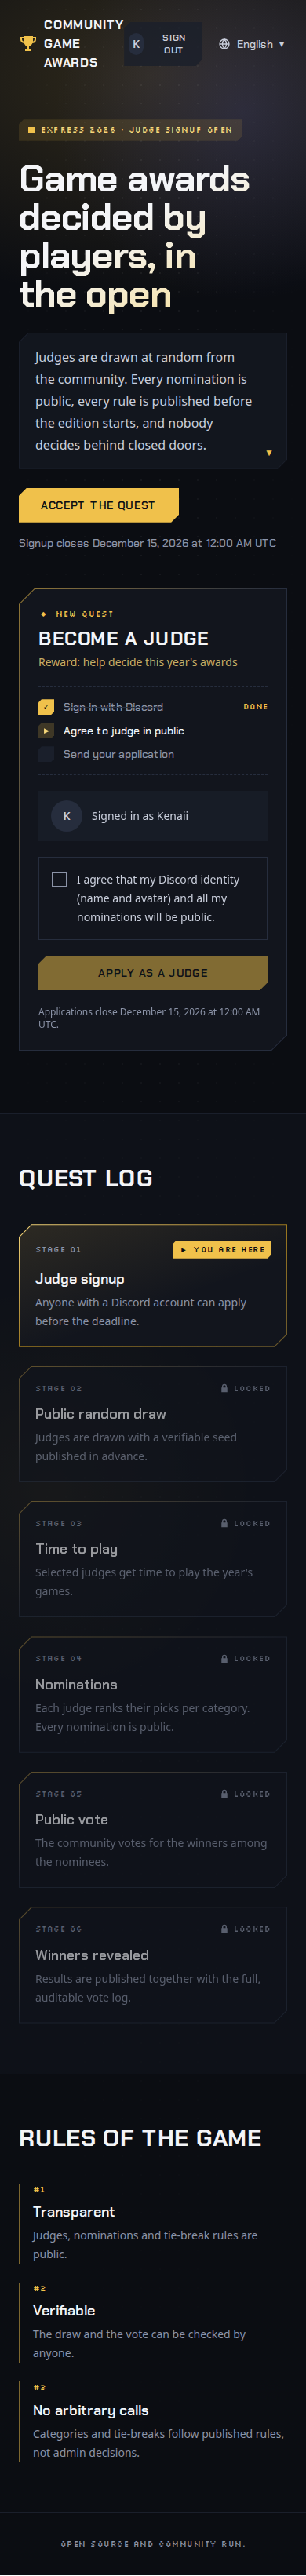 COMMUNITY
GAME
AWARDS
K
SIGN
OUT
English ▼
EXPRESS 2026 · JUDGE SIGNUP OPEN
Game awards
decided by
players, in
the open
Judges are drawn at random from
the community. Every nomination is
public, every rule is published before
the edition starts, and nobody
decides behind closed doors.
▼
ACCEPT THE QUEST
Signup closes December 15, 2026 at 12:00 AM UTC
◆ NEW QUEST
BECOME A JUDGE
Reward: help decide this year's awards
✓ Sign in with Discord DONE
▶ Agree to judge in public
Send your application
K Signed in as Kenaii
I agree that my Discord identity
(name and avatar) and all my
nominations will be public.
APPLY AS A JUDGE
Applications close December 15, 2026 at 12:00 AM
UTC.
QUEST LOG
STAGE 01 ▶ YOU ARE HERE
Judge signup
Anyone with a Discord account can apply
before the deadline.
STAGE 02 LOCKED
Public random draw
Judges are drawn with a verifiable seed
published in advance.
STAGE 03 LOCKED
Time to play
Selected judges get time to play the year's
games.
STAGE 04 LOCKED
Nominations
Each judge ranks their picks per category.
Every nomination is public.
STAGE 05 LOCKED
Public vote
The community votes for the winners among
the nominees.
STAGE 06 LOCKED
Winners revealed
Results are published together with the full,
auditable vote log.
RULES OF THE GAME
#1
Transparent
Judges, nominations and tie-break rules are
public.
#2
Verifiable
The draw and the vote can be checked by
anyone.
#3
No arbitrary calls
Categories and tie-breaks follow published rules,
not admin decisions.
OPEN SOURCE AND COMMUNITY RUN.